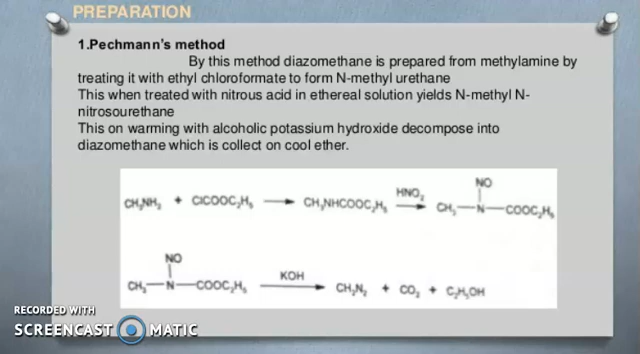 PREPARATION
1.Pechmann's method
By this method diazomethane is prepared from methylamine by
treating it with ethyl chloroformate to form N-methyl urethane
This when treated with nitrous acid in ethereal solution yields N-methyl N-
nitrosourethane
This on warming with alcoholic potassium hydroxide decompose into
diazomethane which is collect on cool ether.
NO
HNO₂
CH₃NH₂ + ClCOOC₂H₅ → CH₃NHCOOC₂H₅ → CH₃—N—COOC₂H₅
NO
KOH
CH₃—N—COOC₂H₅ → CH₂N₂ + CO₂ + C₂H₅OH
RECORDED WITH
SCREENCAST MATIC